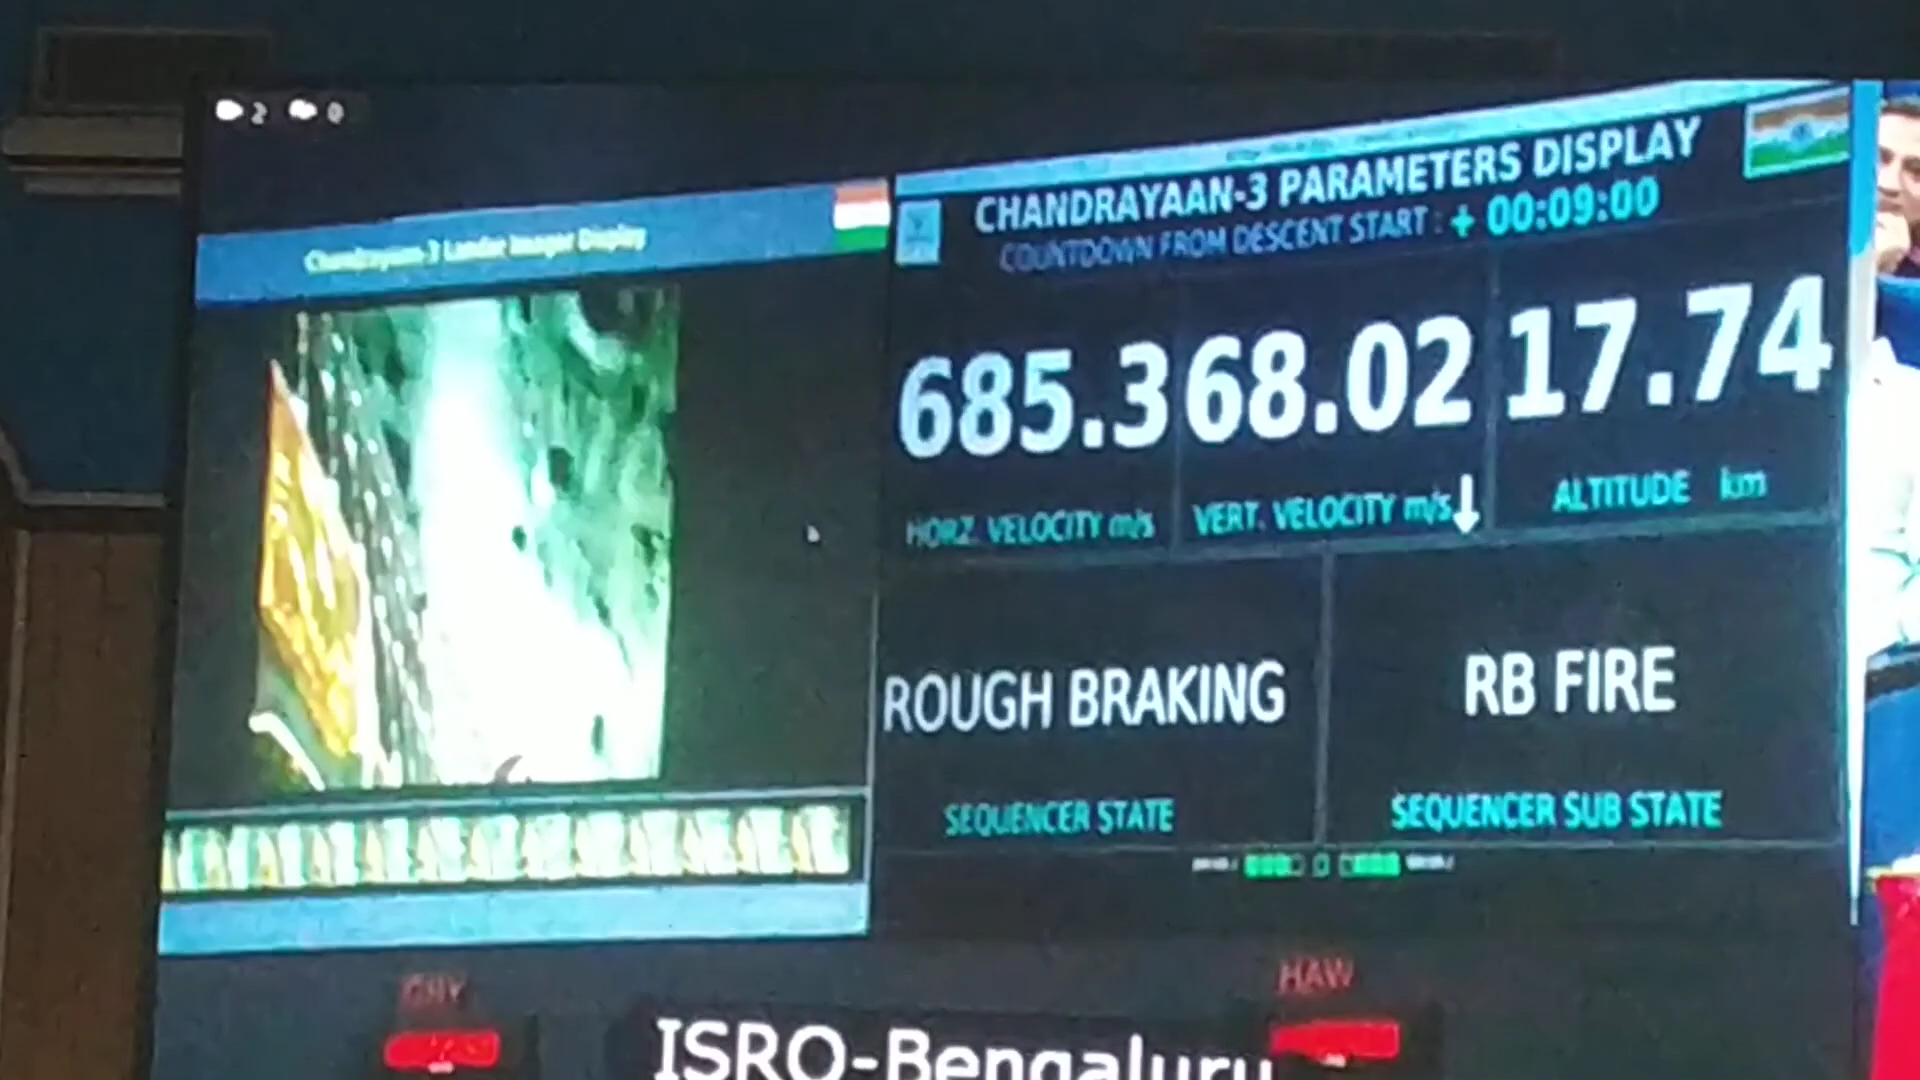 2 0
Chandrayaan-3 Lander Imager Display
CHANDRAYAAN-3 PARAMETERS DISPLAY
COUNTDOWN FROM DESCENT START : + 00:09:00
685.3 68.02 17.74
HORZ. VELOCITY m/s VERT. VELOCITY m/s ALTITUDE km
ROUGH BRAKING RB FIRE
SEQUENCER STATE SEQUENCER SUB STATE
HAW
ISRO-Bengaluru